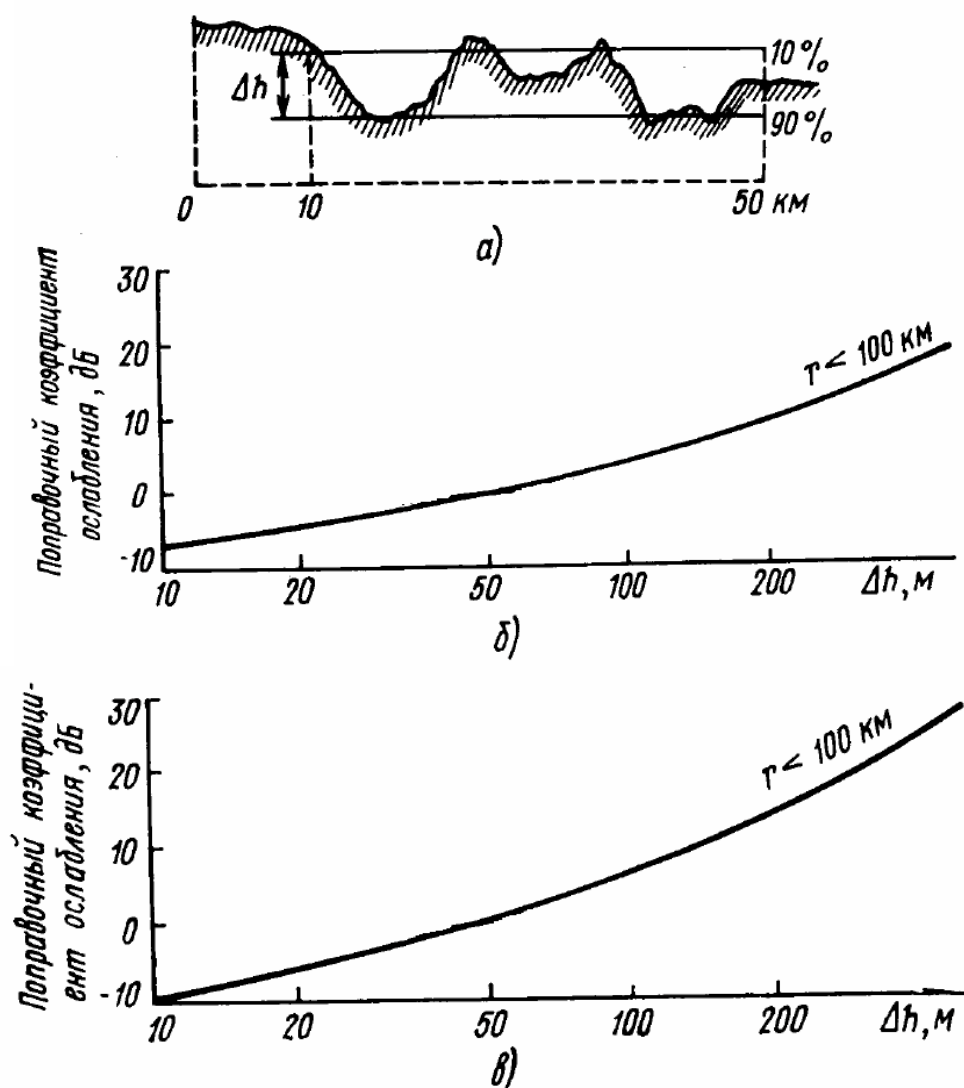 Δh
10 %
90 %
0 10 50 км
а)
Поправочный коэффициент
ослабления, дБ
30
20
10
0
-10
r < 100 км
10 20 50 100 200 Δh, м
б)
Поправочный коэффици-
ент ослабления, дБ
30
20
10
0
-10
r < 100 км
10 20 50 100 200 Δh, м
в)